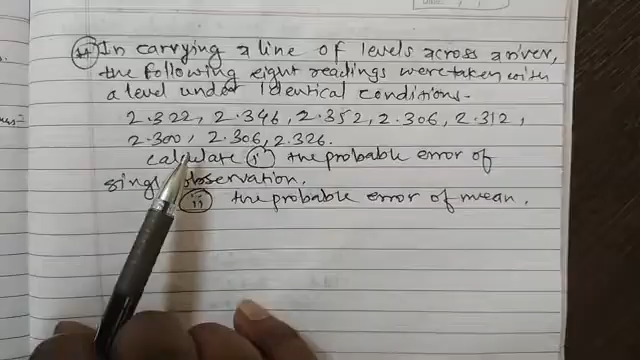 11 In carrying a line of levels across a river,
the following eight readings were taken with
a level under Identical conditions-
2.322, 2.346, 2.352, 2.306, 2.312,
2.300, 2.306, 2.326.
calculate (i) the probable error of
single observation.
(ii) the probable error of mean.